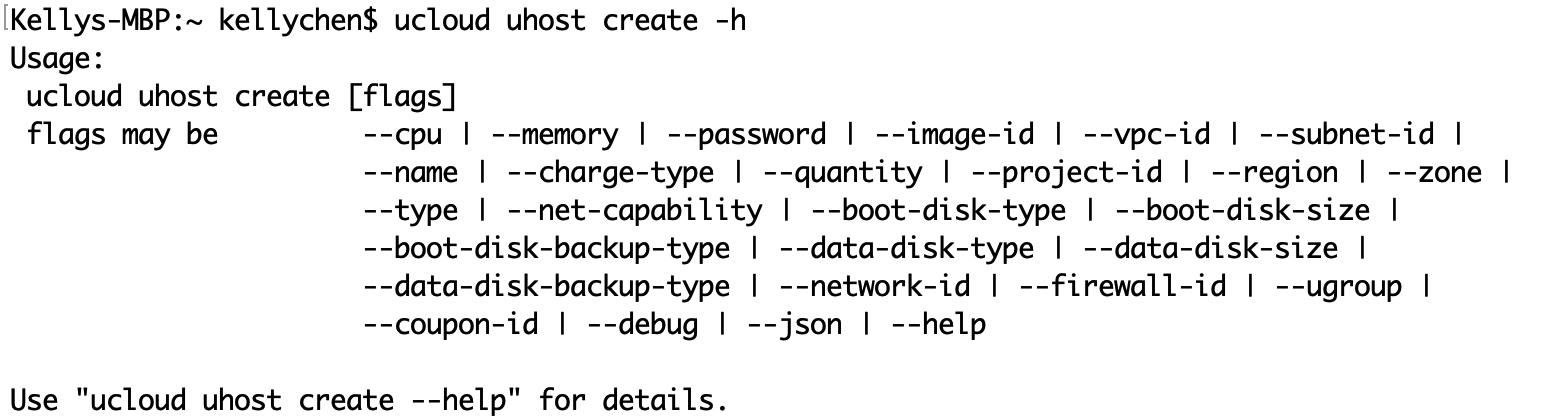 [Kellys-MBP:~ kellychen$ ucloud uhost create -h
Usage:
 ucloud uhost create [flags]
 flags may be         --cpu | --memory | --password | --image-id | --vpc-id | --subnet-id |
                      --name | --charge-type | --quantity | --project-id | --region | --zone |
                      --type | --net-capability | --boot-disk-type | --boot-disk-size |
                      --boot-disk-backup-type | --data-disk-type | --data-disk-size |
                      --data-disk-backup-type | --network-id | --firewall-id | --ugroup |
                      --coupon-id | --debug | --json | --help

Use "ucloud uhost create --help" for details.